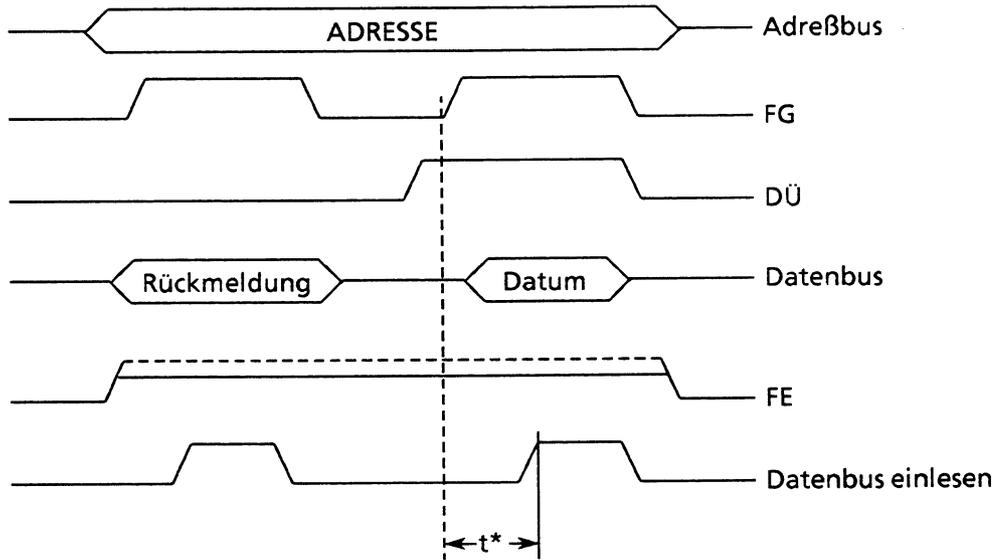 ADRESSE
Adreßbus
FG
DÜ
Rückmeldung
Datum
Datenbus
FE
Datenbus einlesen
t*